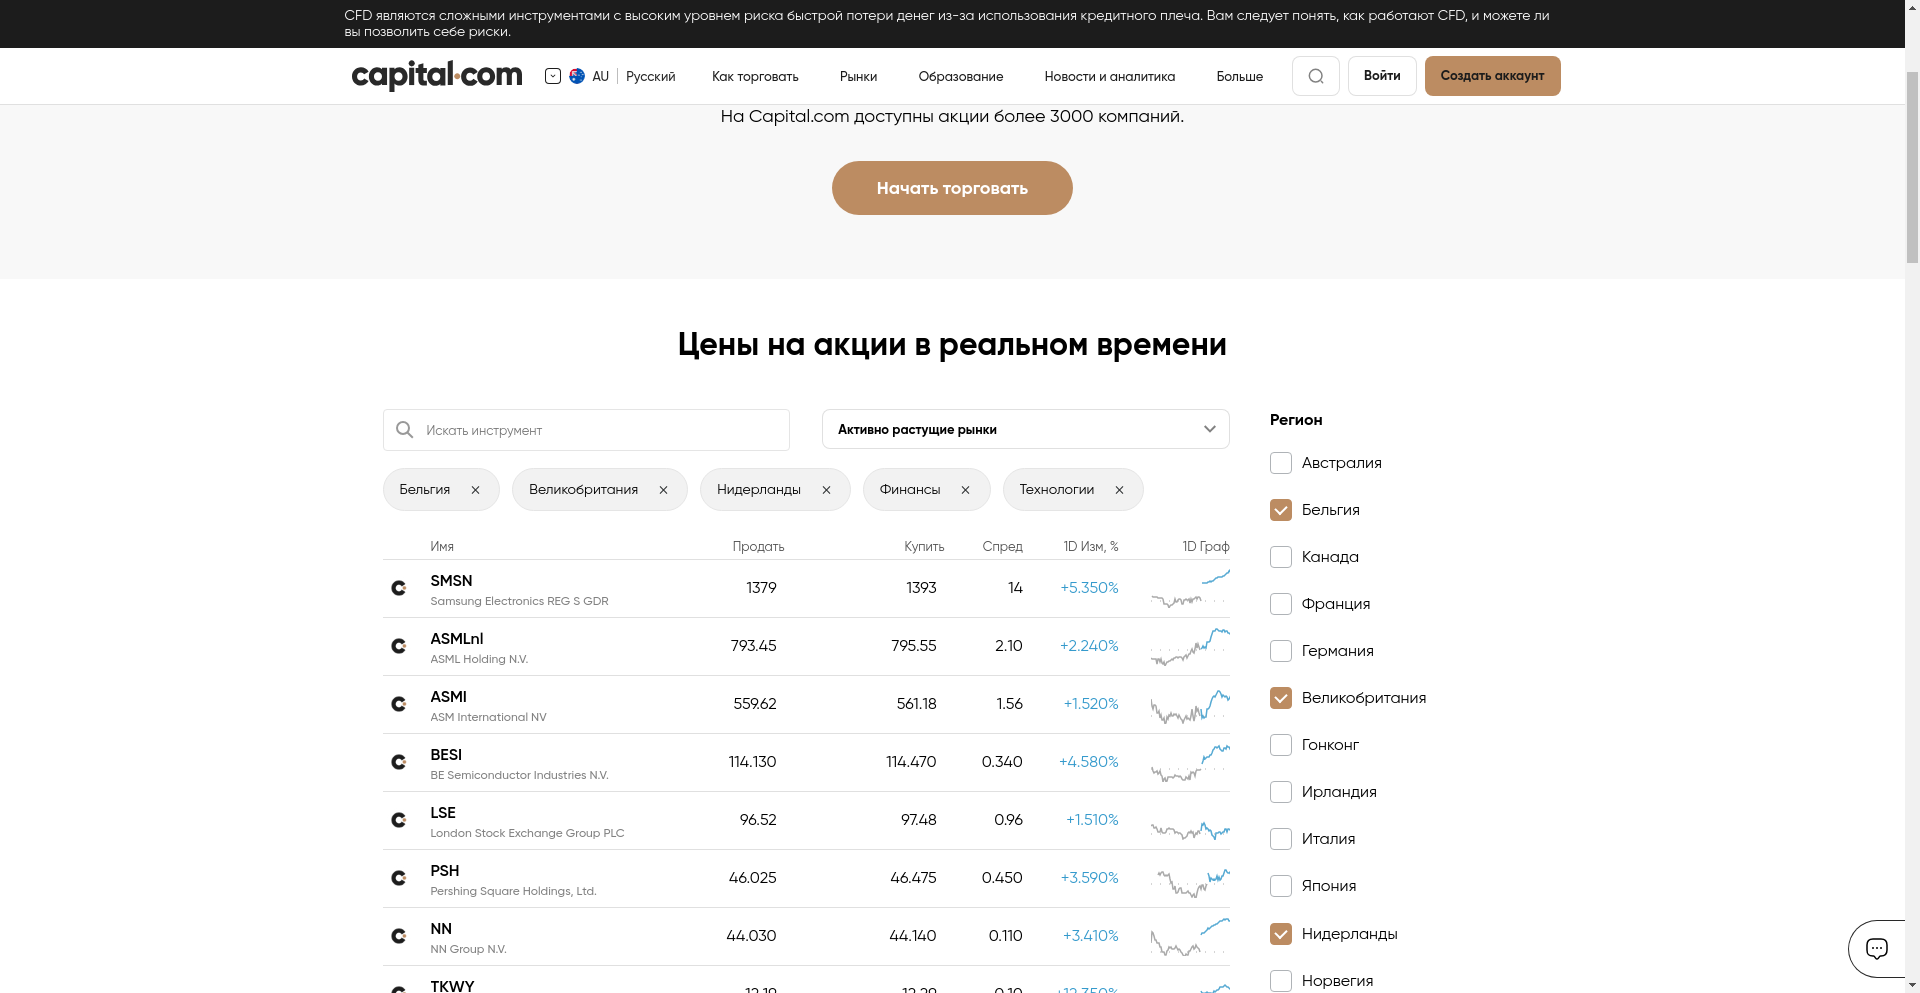 CFD являются сложными инструментами с высоким уровнем риска быстрой потери денег из-за использования кредитного плеча. Вам следует понять, как работают CFD, и можете ли
вы позволить себе риски.
capital.com AU Русский Как торговать Рынки Образование Новости и аналитика Больше Войти Создать аккаунт
На Capital.com доступны акции более 3000 компаний.
Начать торговать
Цены на акции в реальном времени
Искать инструмент
Активно растущие рынки
Бельгия × Великобритания × Нидерланды × Финансы × Технологии ×
Имя Продать Купить Спред 1D Изм, % 1D Граф
SMSN 1379 1393 14 +5.350%
Samsung Electronics REG S GDR
ASMLnl 793.45 795.55 2.10 +2.240%
ASML Holding N.V.
ASMI 559.62 561.18 1.56 +1.520%
ASM International NV
BESI 114.130 114.470 0.340 +4.580%
BE Semiconductor Industries N.V.
LSE 96.52 97.48 0.96 +1.510%
London Stock Exchange Group PLC
PSH 46.025 46.475 0.450 +3.590%
Pershing Square Holdings, Ltd.
NN 44.030 44.140 0.110 +3.410%
NN Group N.V.
TKWY 12.19 12.29 0.10 +12.350%
Регион
Австралия
Бельгия
Канада
Франция
Германия
Великобритания
Гонконг
Ирландия
Италия
Япония
Нидерланды
Норвегия